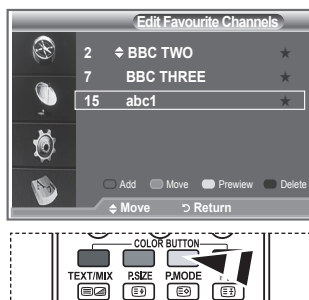 Edit Favourite Channels
2 BBC TWO
7 BBC THREE
15 abc1
Add Move Prewiew Delete
Move Return
COLOR BUTTON
TEXT/MIX P.SIZE P.MODE